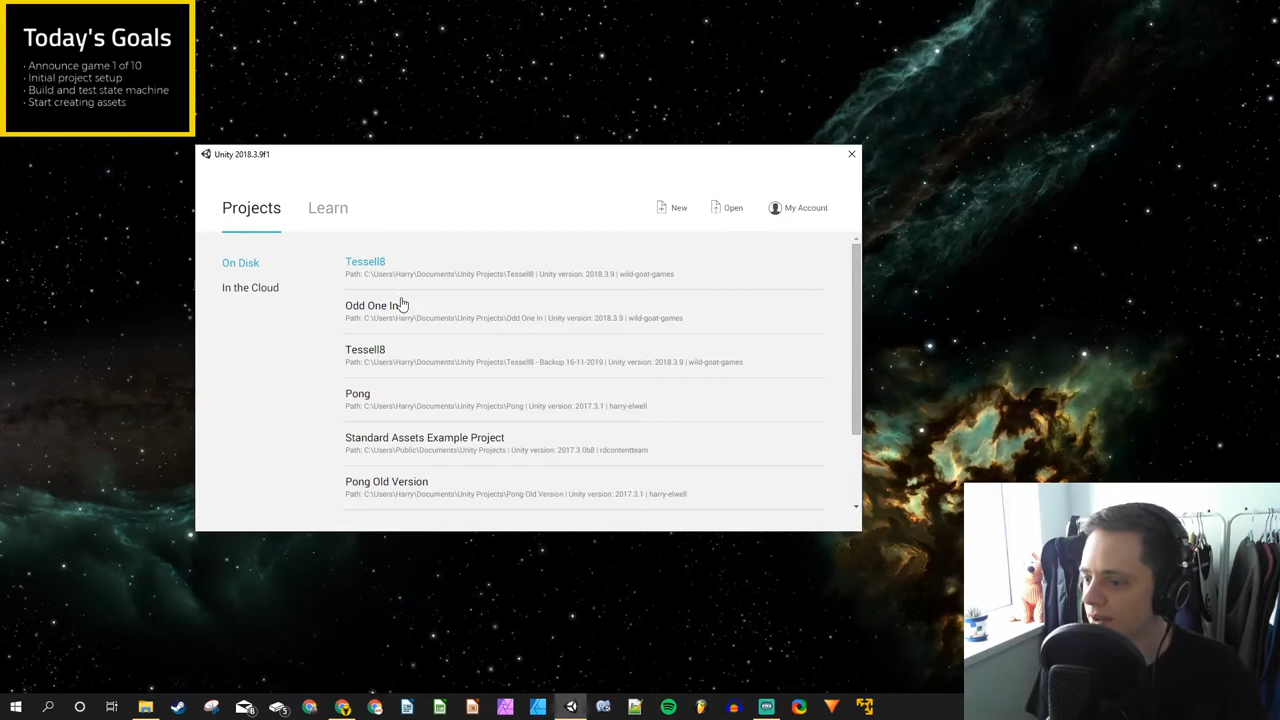 Today's Goals
· Announce game 1 of 10
· Initial project setup
· Build and test state machine
· Start creating assets
Unity 2018.3.9f1
Projects
Learn
New
Open
My Account
On Disk
In the Cloud
Tessell8
Path: C:\Users\Harry\Documents\Unity Projects\Tessell8 | Unity version: 2018.3.9 | wild-goat-games
Odd One In
Path: C:\Users\Harry\Documents\Unity Projects\Odd One In | Unity version: 2018.3.9 | wild-goat-games
Tessell8
Path: C:\Users\Harry\Documents\Unity Projects\Tessell8 - Backup 16-11-2019 | Unity version: 2018.3.9 | wild-goat-games
Pong
Path: C:\Users\Harry\Documents\Unity Projects\Pong | Unity version: 2017.3.1 | harry-elwell
Standard Assets Example Project
Path: C:\Users\Public\Documents\Unity Projects | Unity version: 2017.3.0b8 | rdcontentteam
Pong Old Version
Path: C:\Users\Harry\Documents\Unity Projects\Pong Old Version | Unity version: 2017.3.1 | harry-elwell